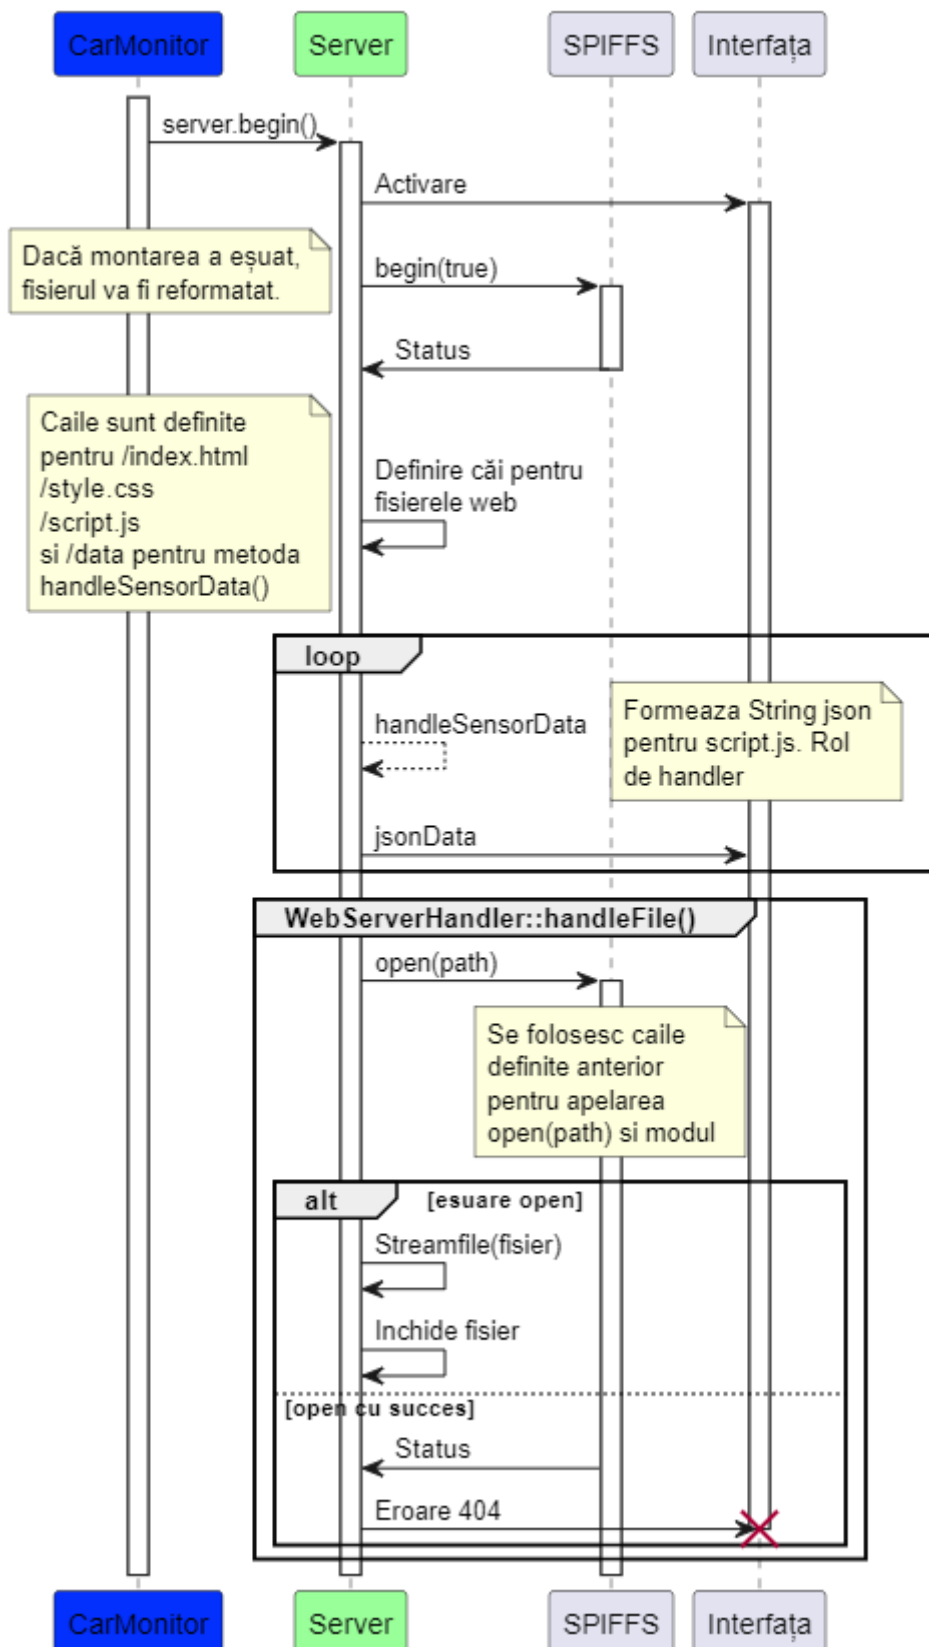 CarMonitor
Server
SPIFFS
Interfața
server.begin()
Activare
Dacă montarea a eșuat,
fisierul va fi reformatat.
begin(true)
Status
Caile sunt definite
pentru /index.html
/style.css
/script.js
si /data pentru metoda
handleSensorData()
Definire căi pentru
fisierele web
loop
handleSensorData
Formeaza String json
pentru script.js. Rol
de handler
jsonData
WebServerHandler::handleFile()
open(path)
Se folosesc caile
definite anterior
pentru apelarea
open(path) si modul
alt
[esuare open]
Streamfile(fisier)
Inchide fisier
[open cu succes]
Status
Eroare 404
CarMonitor
Server
SPIFFS
Interfața